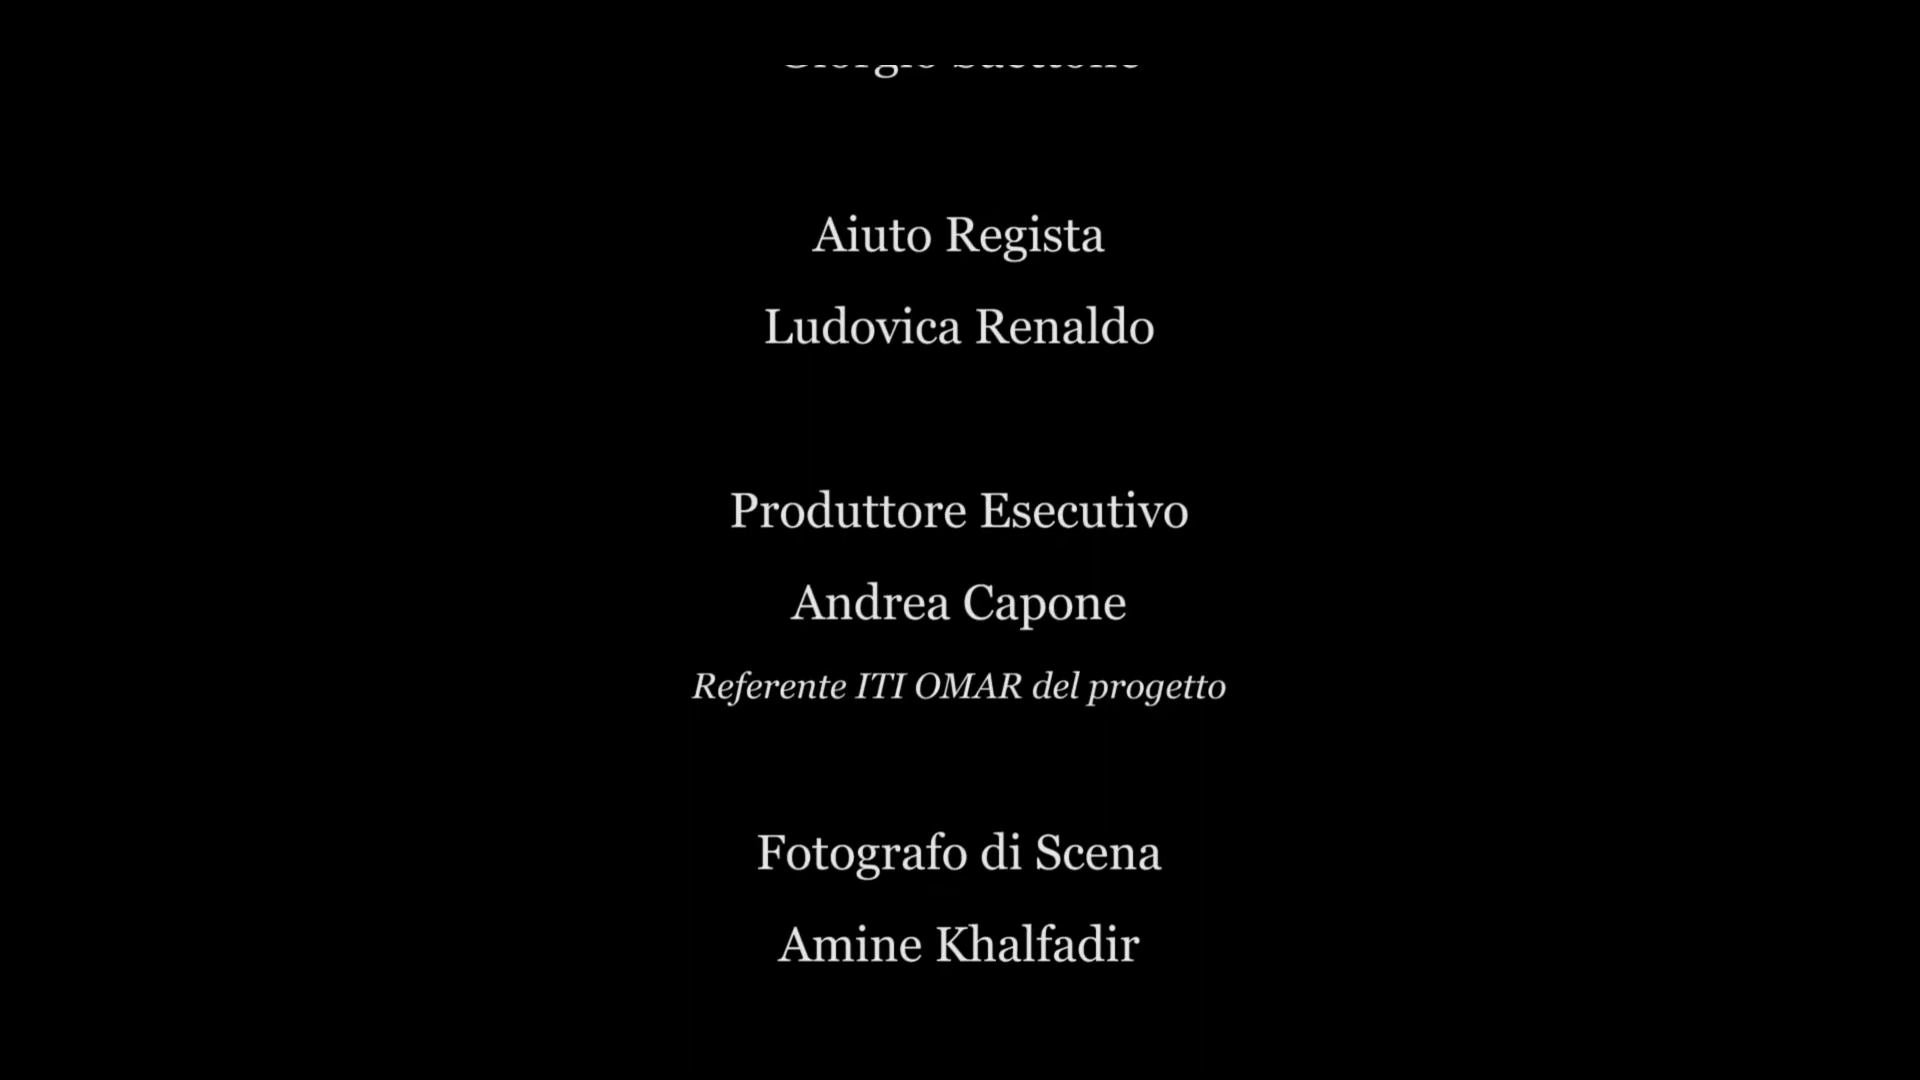 Aiuto Regista
Ludovica Renaldo
Produttore Esecutivo
Andrea Capone
Referente ITI OMAR del progetto
Fotografo di Scena
Amine Khalfadir